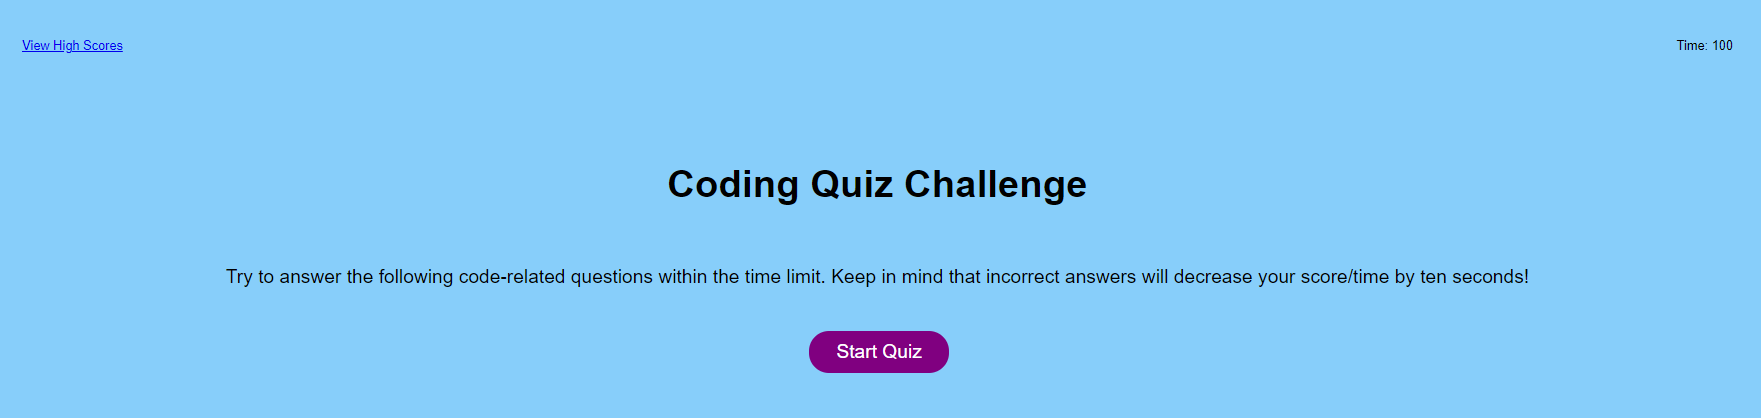 View High Scores
Time: 100
Coding Quiz Challenge
Try to answer the following code-related questions within the time limit. Keep in mind that incorrect answers will decrease your score/time by ten seconds!
Start Quiz